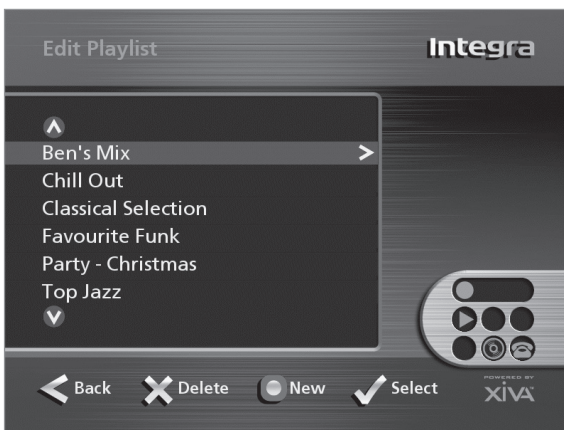 Edit Playlist
Integra
Ben's Mix
Chill Out
Classical Selection
Favourite Funk
Party - Christmas
Top Jazz
Back Delete New Select
POWERED BY
XiVA